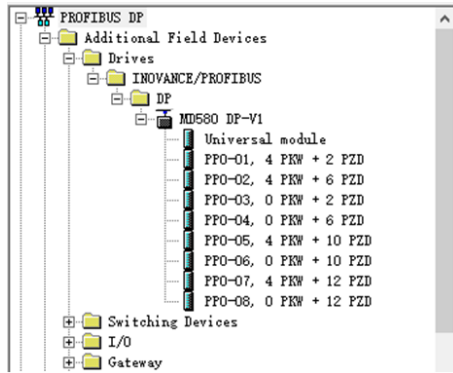 PROFIBUS DP
Additional Field Devices
Drives
INOVANCE/PROFIBUS
DP
MD580 DP-V1
Universal module
PPO-01, 4 PKW + 2 PZD
PPO-02, 4 PKW + 6 PZD
PPO-03, 0 PKW + 2 PZD
PPO-04, 0 PKW + 6 PZD
PPO-05, 4 PKW + 10 PZD
PPO-06, 0 PKW + 10 PZD
PPO-07, 4 PKW + 12 PZD
PPO-08, 0 PKW + 12 PZD
Switching Devices
I/O
Gateway